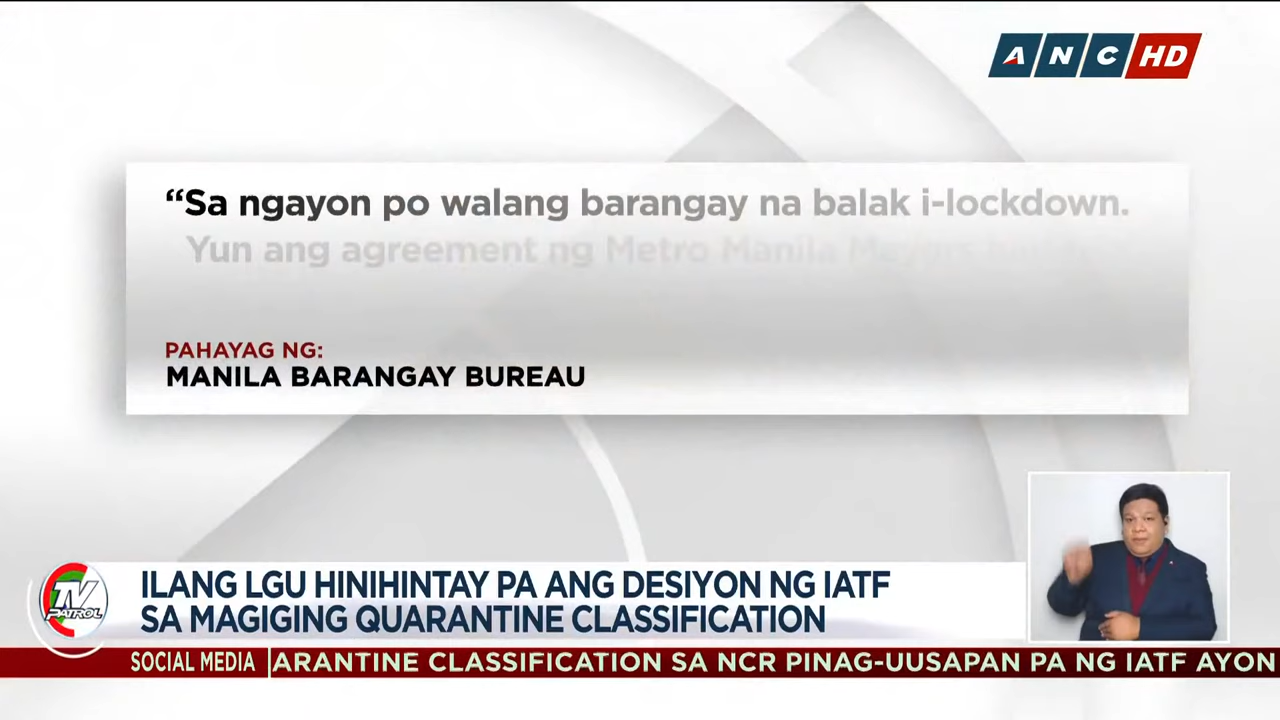 ANC HD
“Sa ngayon po walang barangay na balak i-lockdown.
Yun ang agreement ng Metro Manila Mayors
PAHAYAG NG:
MANILA BARANGAY BUREAU
TV PATROL
ILANG LGU HINIHINTAY PA ANG DESIYON NG IATF
SA MAGIGING QUARANTINE CLASSIFICATION
SOCIAL MEDIA ARANTINE CLASSIFICATION SA NCR PINAG-UUSAPAN PA NG IATF AYON